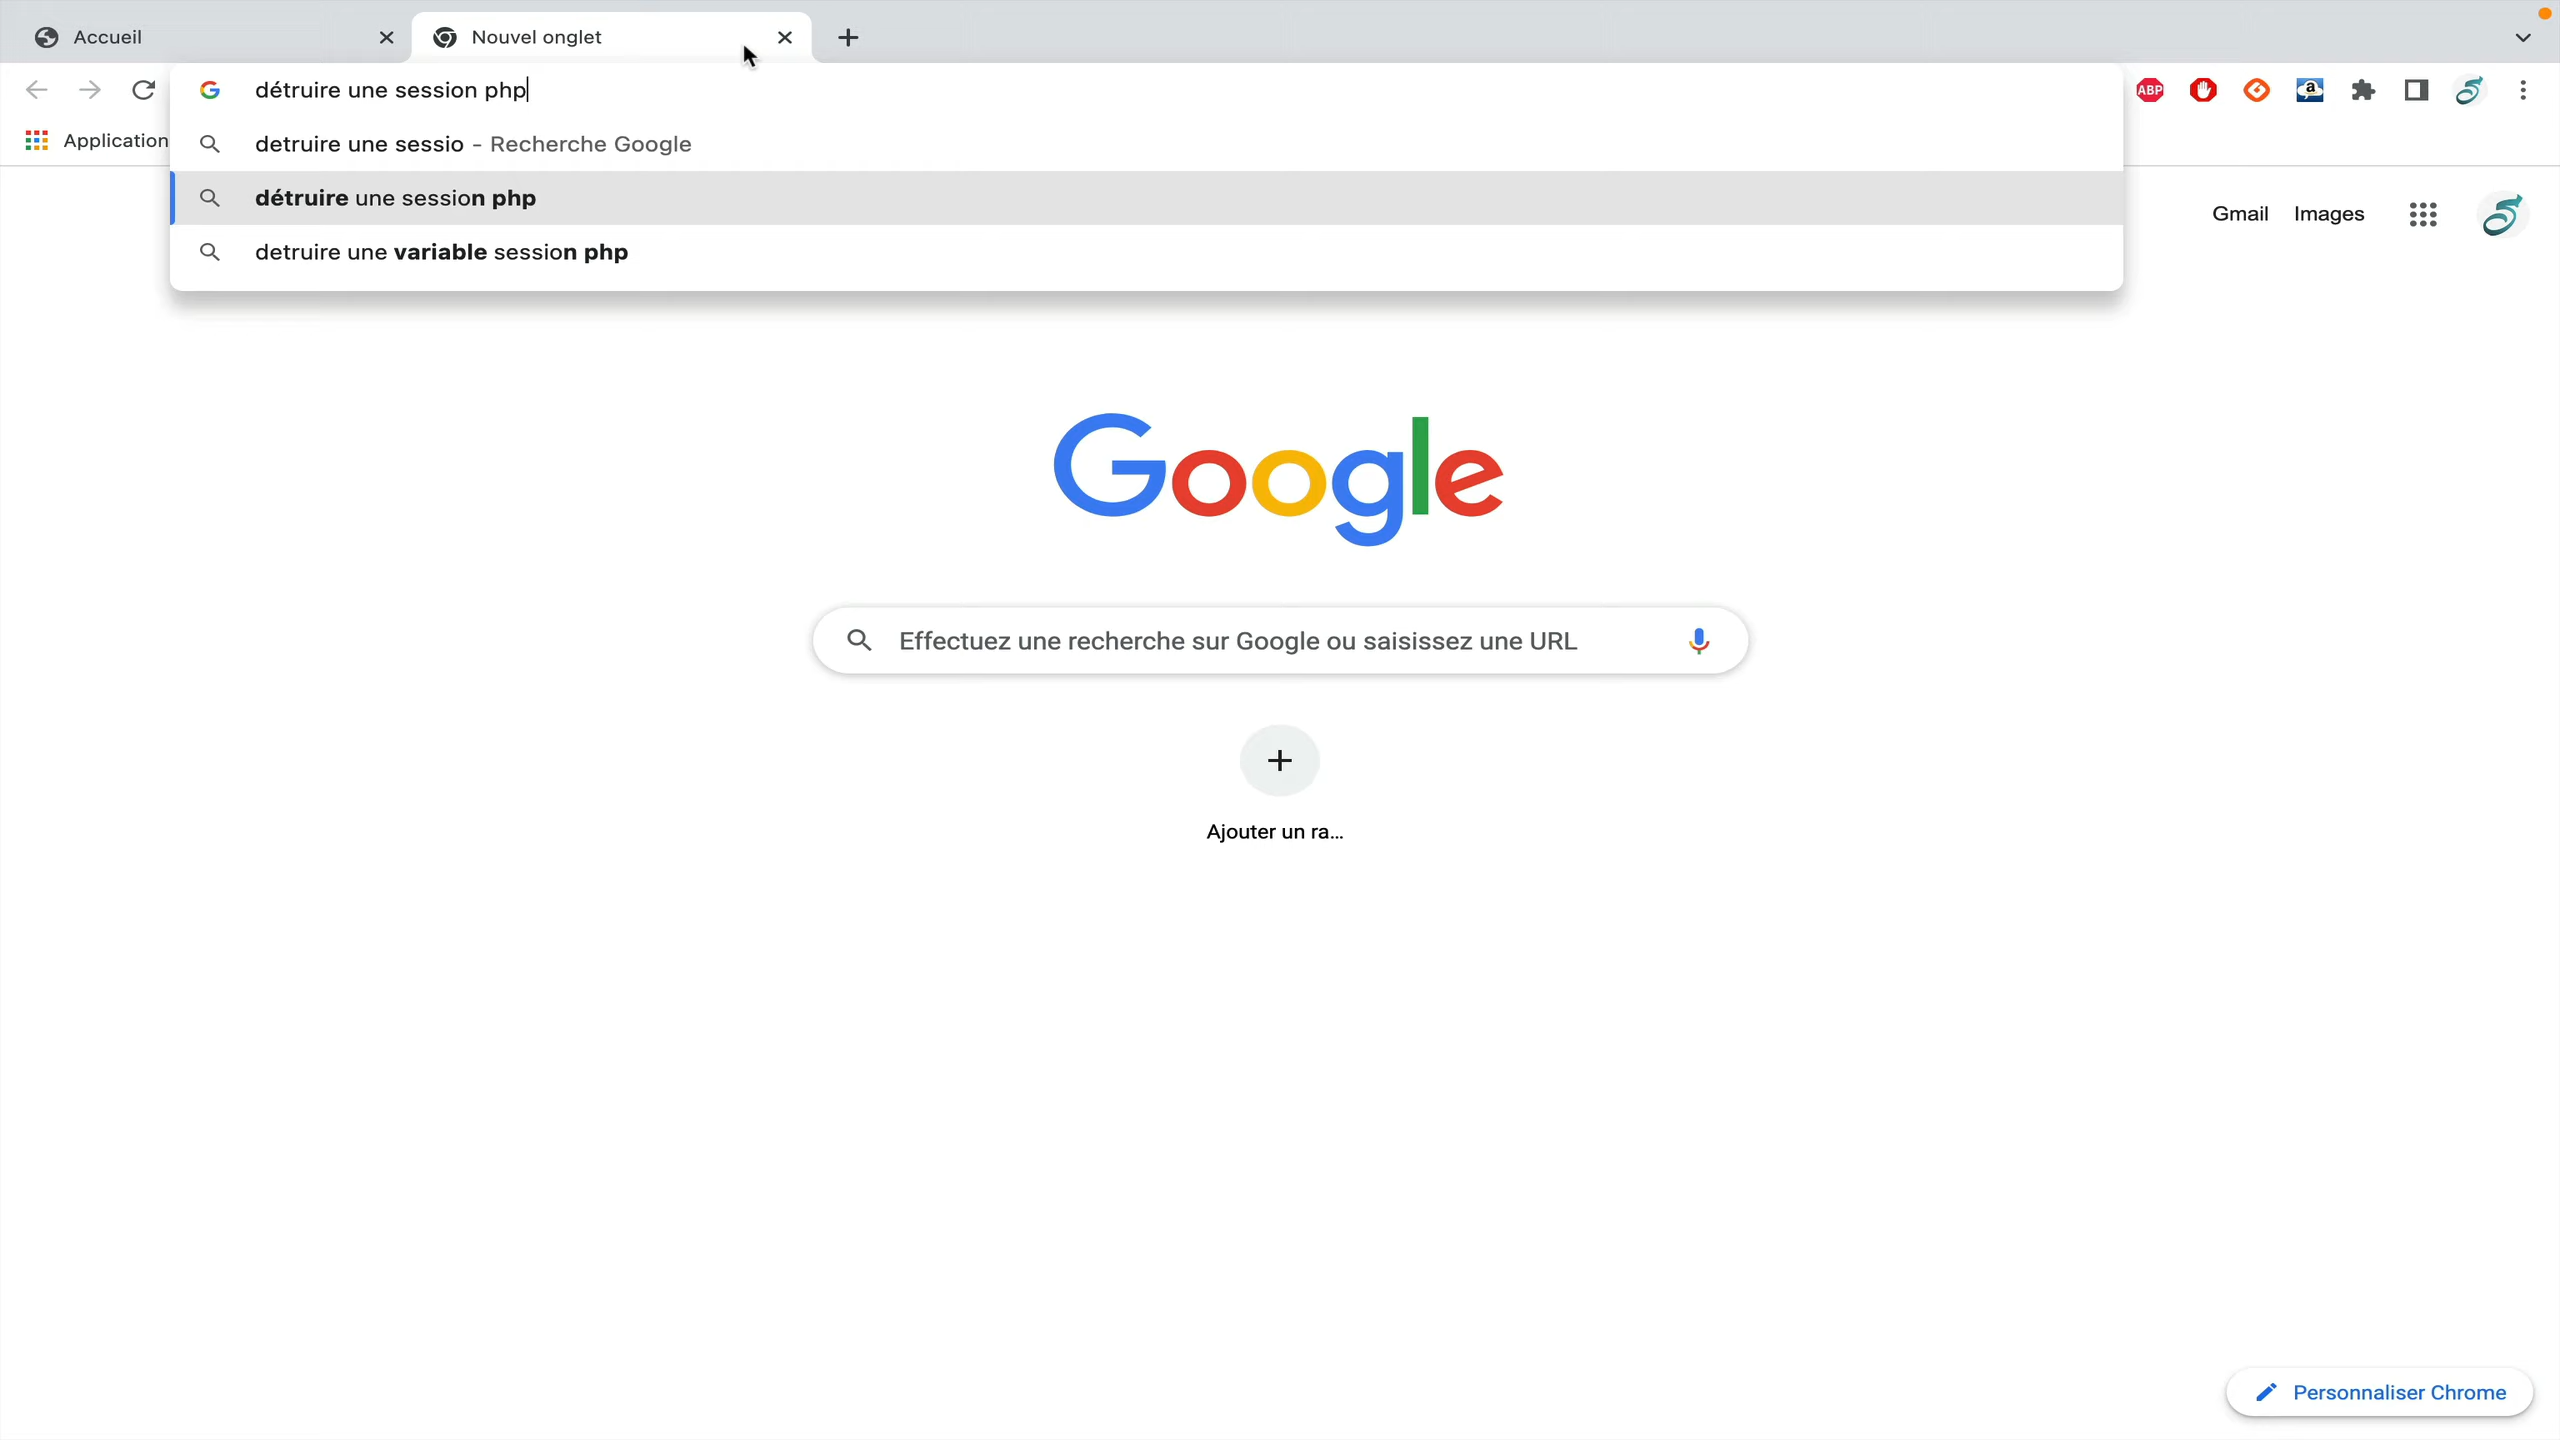 Accueil
Nouvel onglet
détruire une session php
ABP
a
detruire une sessio - Recherche Google
Application
détruire une session php
Gmail
Images
detruire une variable session php
Google
Effectuez une recherche sur Google ou saisissez une URL
Ajouter un ra...
Personnaliser Chrome